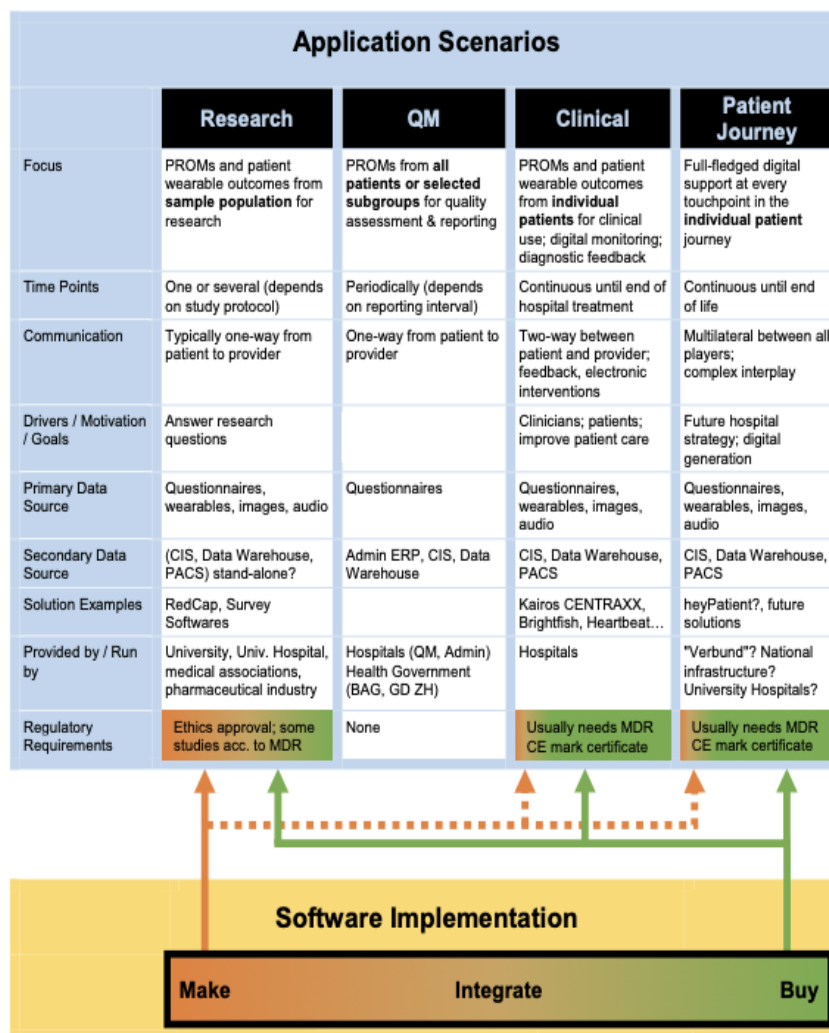 Application Scenarios
Research
QM
Clinical
Patient
Journey
Focus
PROMs and patient
wearable outcomes from
sample population for
research
PROMs from all
patients or selected
subgroups for quality
assessment & reporting
PROMs and patient
wearable outcomes
from individual
patients for clinical
use; digital monitoring;
diagnostic feedback
Full-fledged digital
support at every
touchpoint in the
individual patient
journey
Time Points
One or several (depends
on study protocol)
Periodically (depends
on reporting interval)
Continuous until end of
hospital treatment
Continuous until end
of life
Communication
Typically one-way from
patient to provider
One-way from patient to
provider
Two-way between
patient and provider;
feedback, electronic
interventions
Multilateral between all
players;
complex interplay
Drivers / Motivation
/ Goals
Answer research
questions
Clinicians; patients;
improve patient care
Future hospital
strategy; digital
generation
Primary Data
Source
Questionnaires,
wearables, images, audio
Questionnaires
Questionnaires,
wearables, images,
audio
Questionnaires,
wearables, images,
audio
Secondary Data
Source
(CIS, Data Warehouse,
PACS) stand-alone?
Admin ERP, CIS, Data
Warehouse
CIS, Data Warehouse,
PACS
CIS, Data Warehouse,
PACS
Solution Examples
RedCap, Survey
Softwares
Kairos CENTRAXX,
Brightfish, Heartbeat…
heyPatient?, future
solutions
Provided by / Run
by
University, Univ. Hospital,
medical associations,
pharmaceutical industry
Hospitals (QM, Admin)
Health Government
(BAG, GD ZH)
Hospitals
"Verbund"? National
infrastructure?
University Hospitals?
Regulatory
Requirements
Ethics approval; some
studies acc. to MDR
None
Usually needs MDR
CE mark certificate
Usually needs MDR
CE mark certificate
Software Implementation
Make
Integrate
Buy